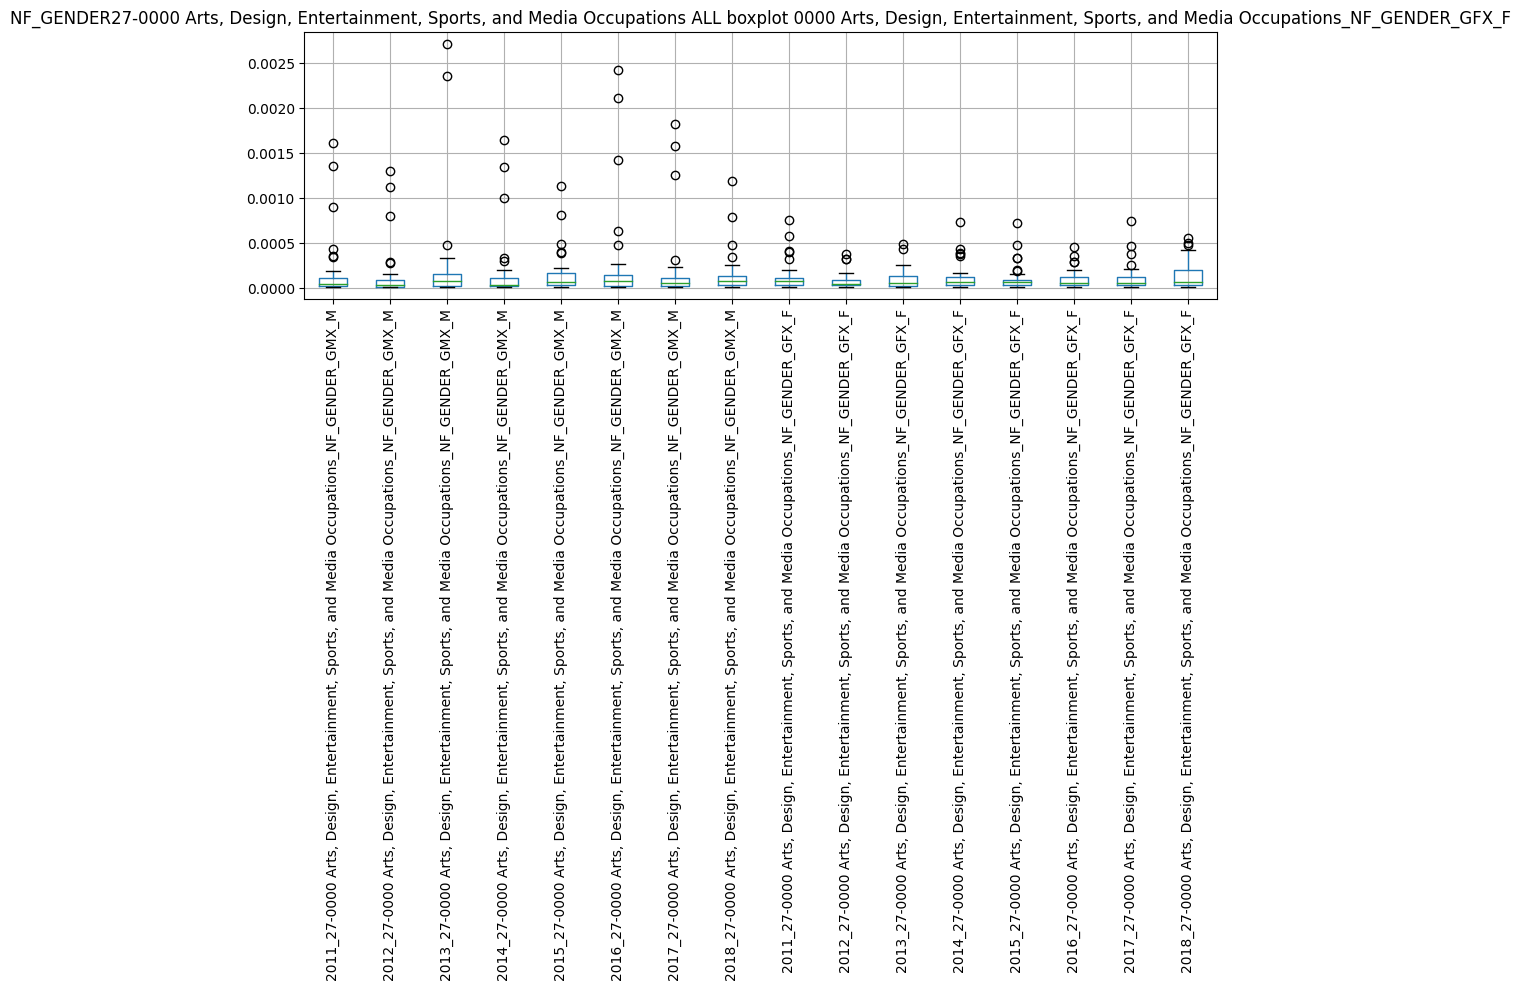 NF_GENDER27-0000 Arts, Design, Entertainment, Sports, and Media Occupations ALL boxplot 0000 Arts, Design, Entertainment, Sports, and Media Occupations_NF_GENDER_GFX_F
0.0025
0.0020
0.0015
0.0010
0.0005
0.0000
2011_27-0000 Arts, Design, Entertainment, Sports, and Media Occupations_NF_GENDER_GMX_M
2012_27-0000 Arts, Design, Entertainment, Sports, and Media Occupations_NF_GENDER_GMX_M
2013_27-0000 Arts, Design, Entertainment, Sports, and Media Occupations_NF_GENDER_GMX_M
2014_27-0000 Arts, Design, Entertainment, Sports, and Media Occupations_NF_GENDER_GMX_M
2015_27-0000 Arts, Design, Entertainment, Sports, and Media Occupations_NF_GENDER_GMX_M
2016_27-0000 Arts, Design, Entertainment, Sports, and Media Occupations_NF_GENDER_GMX_M
2017_27-0000 Arts, Design, Entertainment, Sports, and Media Occupations_NF_GENDER_GMX_M
2018_27-0000 Arts, Design, Entertainment, Sports, and Media Occupations_NF_GENDER_GMX_M
2011_27-0000 Arts, Design, Entertainment, Sports, and Media Occupations_NF_GENDER_GFX_F
2012_27-0000 Arts, Design, Entertainment, Sports, and Media Occupations_NF_GENDER_GFX_F
2013_27-0000 Arts, Design, Entertainment, Sports, and Media Occupations_NF_GENDER_GFX_F
2014_27-0000 Arts, Design, Entertainment, Sports, and Media Occupations_NF_GENDER_GFX_F
2015_27-0000 Arts, Design, Entertainment, Sports, and Media Occupations_NF_GENDER_GFX_F
2016_27-0000 Arts, Design, Entertainment, Sports, and Media Occupations_NF_GENDER_GFX_F
2017_27-0000 Arts, Design, Entertainment, Sports, and Media Occupations_NF_GENDER_GFX_F
2018_27-0000 Arts, Design, Entertainment, Sports, and Media Occupations_NF_GENDER_GFX_F